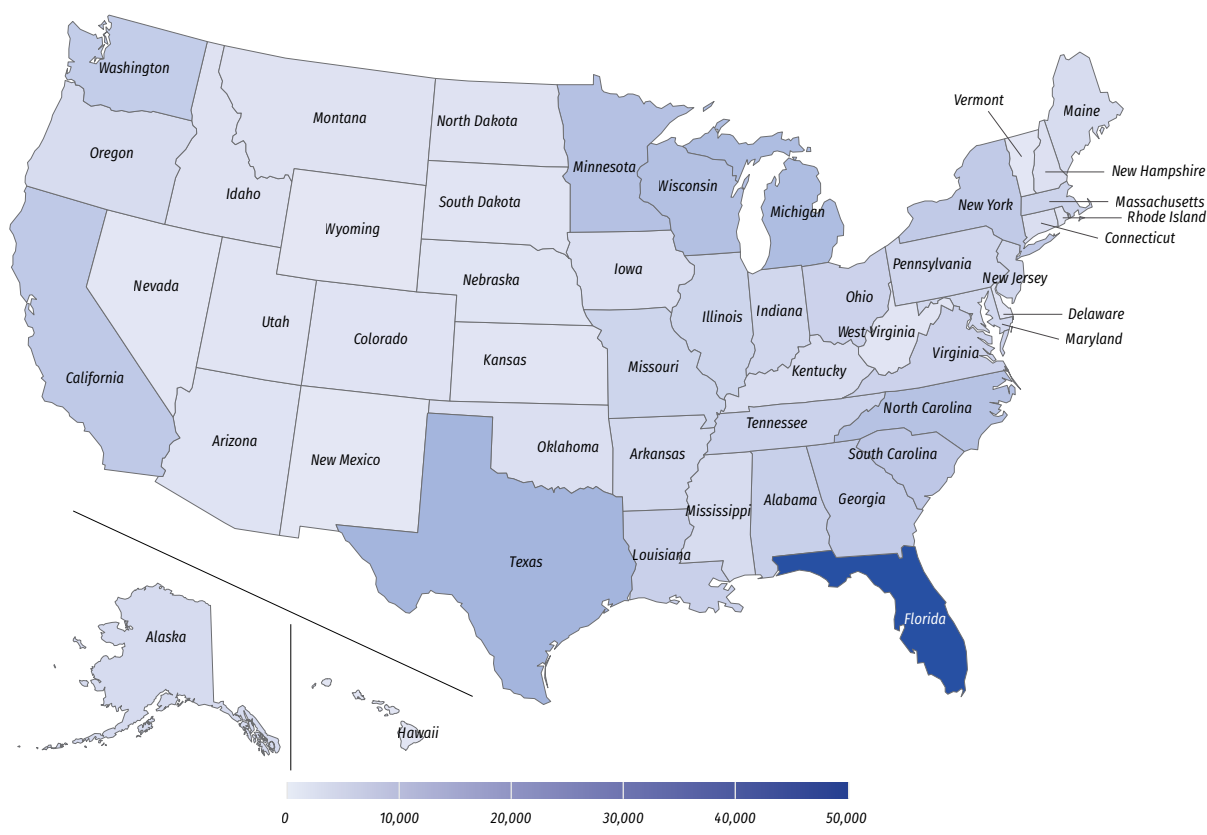 Washington
Oregon
Idaho
Montana
North Dakota
South Dakota
Wyoming
Minnesota
Wisconsin
Michigan
Vermont
Maine
New Hampshire
Massachusetts
Rhode Island
Connecticut
New York
Pennsylvania
New Jersey
Delaware
Maryland
Nevada
Utah
Colorado
Nebraska
Iowa
Kansas
Missouri
Illinois
Indiana
Ohio
West Virginia
Virginia
Kentucky
California
Arizona
New Mexico
Oklahoma
Arkansas
Tennessee
North Carolina
South Carolina
Mississippi
Alabama
Georgia
Louisiana
Texas
Florida
Alaska
Hawaii
0 10,000 20,000 30,000 40,000 50,000